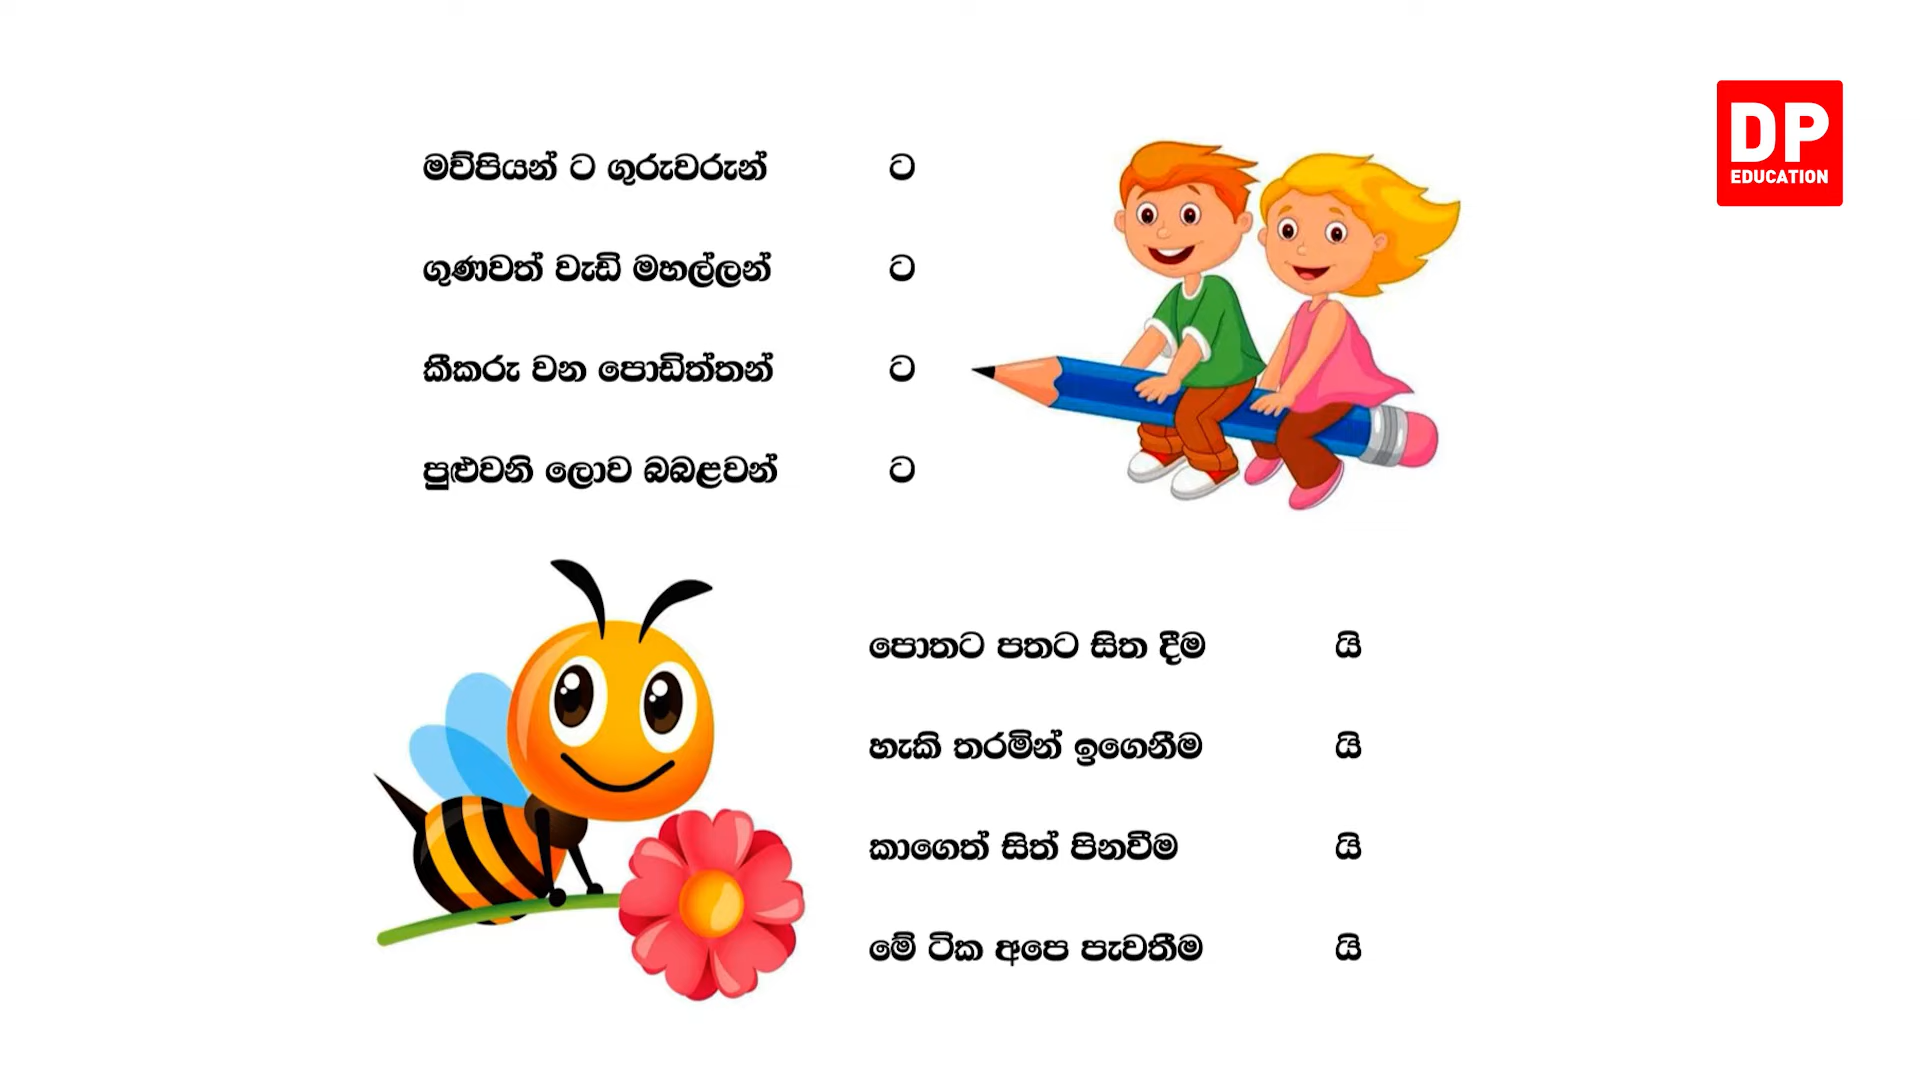 DP
EDUCATION
මව්පියන් ට ගුරුවරුන් ට
ගුණවත් වැඩි මහල්ලන් ට
කීකරු වන පොඩිත්තන් ට
පුළුවනි ලොව බබළවන් ට
පොතට පතට සිත දීම යි
හැකි තරමින් ඉගෙනීම යි
කාගෙත් සිත් පිනවීම යි
මේ ටික අපෙ පැවතීම යි